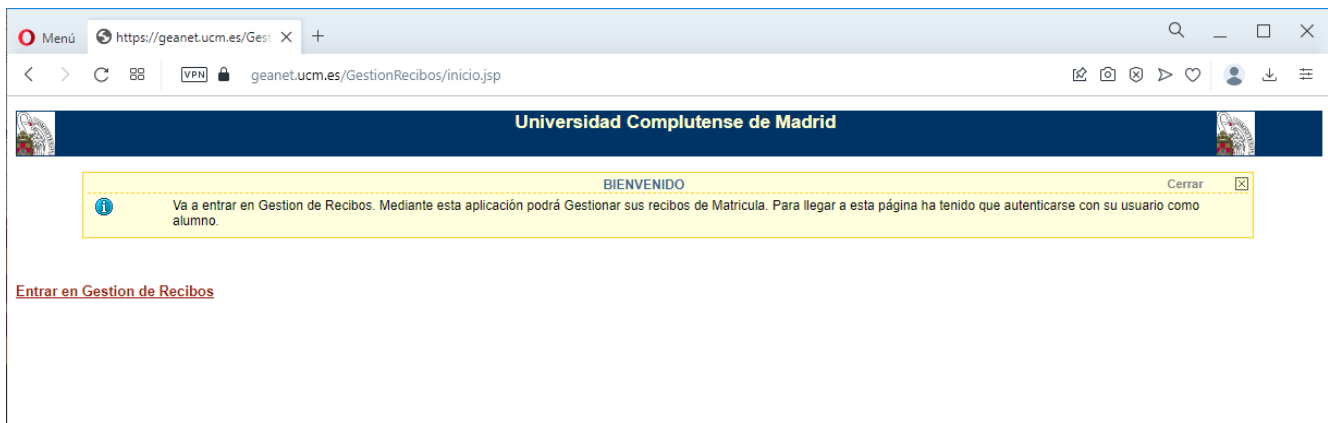 Menú
https://geanet.ucm.es/Gest
VPN
geanet.ucm.es/GestionRecibos/inicio.jsp
Universidad Complutense de Madrid
BIENVENIDO
Cerrar
Va a entrar en Gestion de Recibos. Mediante esta aplicación podrá Gestionar sus recibos de Matricula. Para llegar a esta página ha tenido que autenticarse con su usuario como
alumno.
Entrar en Gestion de Recibos